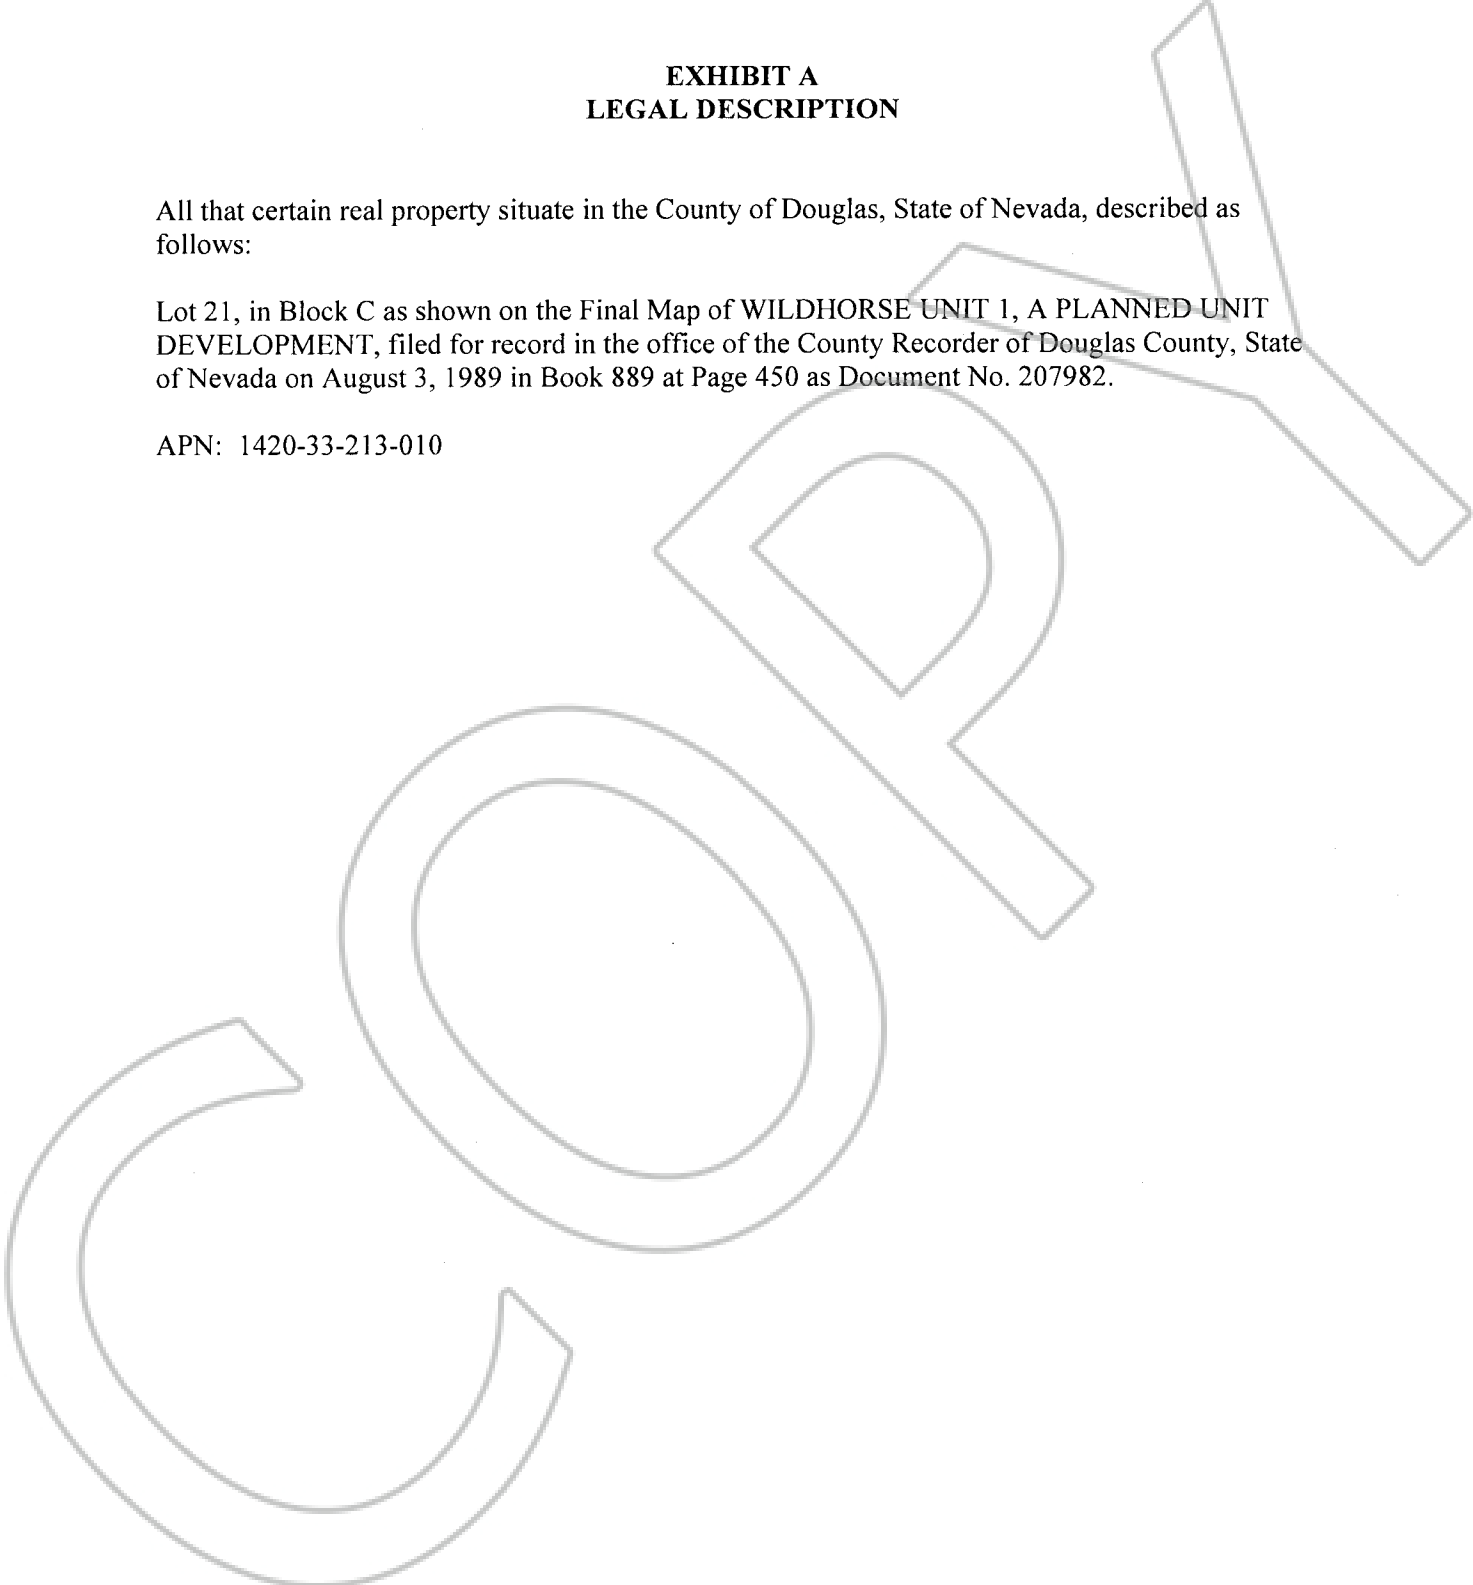 EXHIBIT A
LEGAL DESCRIPTION
All that certain real property situate in the County of Douglas, State of Nevada, described as
follows:
Lot 21, in Block C as shown on the Final Map of WILDHORSE UNIT 1, A PLANNED UNIT
DEVELOPMENT, filed for record in the office of the County Recorder of Douglas County, State
of Nevada on August 3, 1989 in Book 889 at Page 450 as Document No. 207982.
APN: 1420-33-213-010
COPY